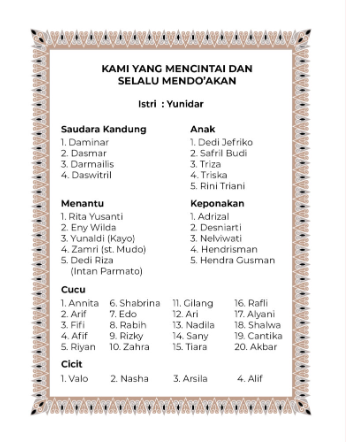 KAMI YANG MENCINTAI DAN
SELALU MENDO'AKAN
Istri : Yunidar
Saudara Kandung
1. Daminar
2. Dasmar
3. Darmailis
4. Daswitril
Anak
1. Dedi Jefriko
2. Safril Budi
3. Triza
4. Triska
5. Rini Triani
Menantu
1. Rita Yusanti
2. Eny Wilda
3. Yunaldi (Kayo)
4. Zamri (st. Mudo)
5. Dedi Riza
(Intan Parmato)
Keponakan
1. Adrizal
2. Desniarti
3. Nelviwati
4. Hendrisman
5. Hendra Gusman
Cucu
1. Annita
2. Arif
3. Fifi
4. Afif
5. Riyan
6. Shabrina
7. Edo
8. Rabih
9. Rizky
10. Zahra
11. Gilang
12. Ari
13. Nadila
14. Sany
15. Tiara
16. Rafli
17. Alyani
18. Shalwa
19. Cantika
20. Akbar
Cicit
1. Valo
2. Nasha
3. Arsila
4. Alif